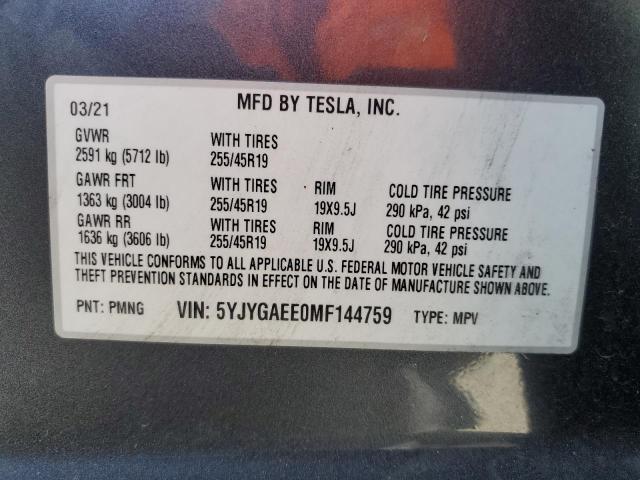 03/21 MFD BY TESLA, INC.
GVWR WITH TIRES
2591 kg (5712 lb) 255/45R19
GAWR FRT WITH TIRES RIM COLD TIRE PRESSURE
1363 kg (3004 lb) 255/45R19 19X9.5J 290 kPa, 42 psi
GAWR RR WITH TIRES RIM COLD TIRE PRESSURE
1636 kg (3606 lb) 255/45R19 19X9.5J 290 kPa, 42 psi
THIS VEHICLE CONFORMS TO ALL APPLICABLE U.S. FEDERAL MOTOR VEHICLE SAFETY AND
THEFT PREVENTION STANDARDS IN EFFECT ON THE DATE OF MANUFACTURE SHOWN ABOVE.
PNT: PMNG VIN: 5YJYGAEE0MF144759 TYPE: MPV